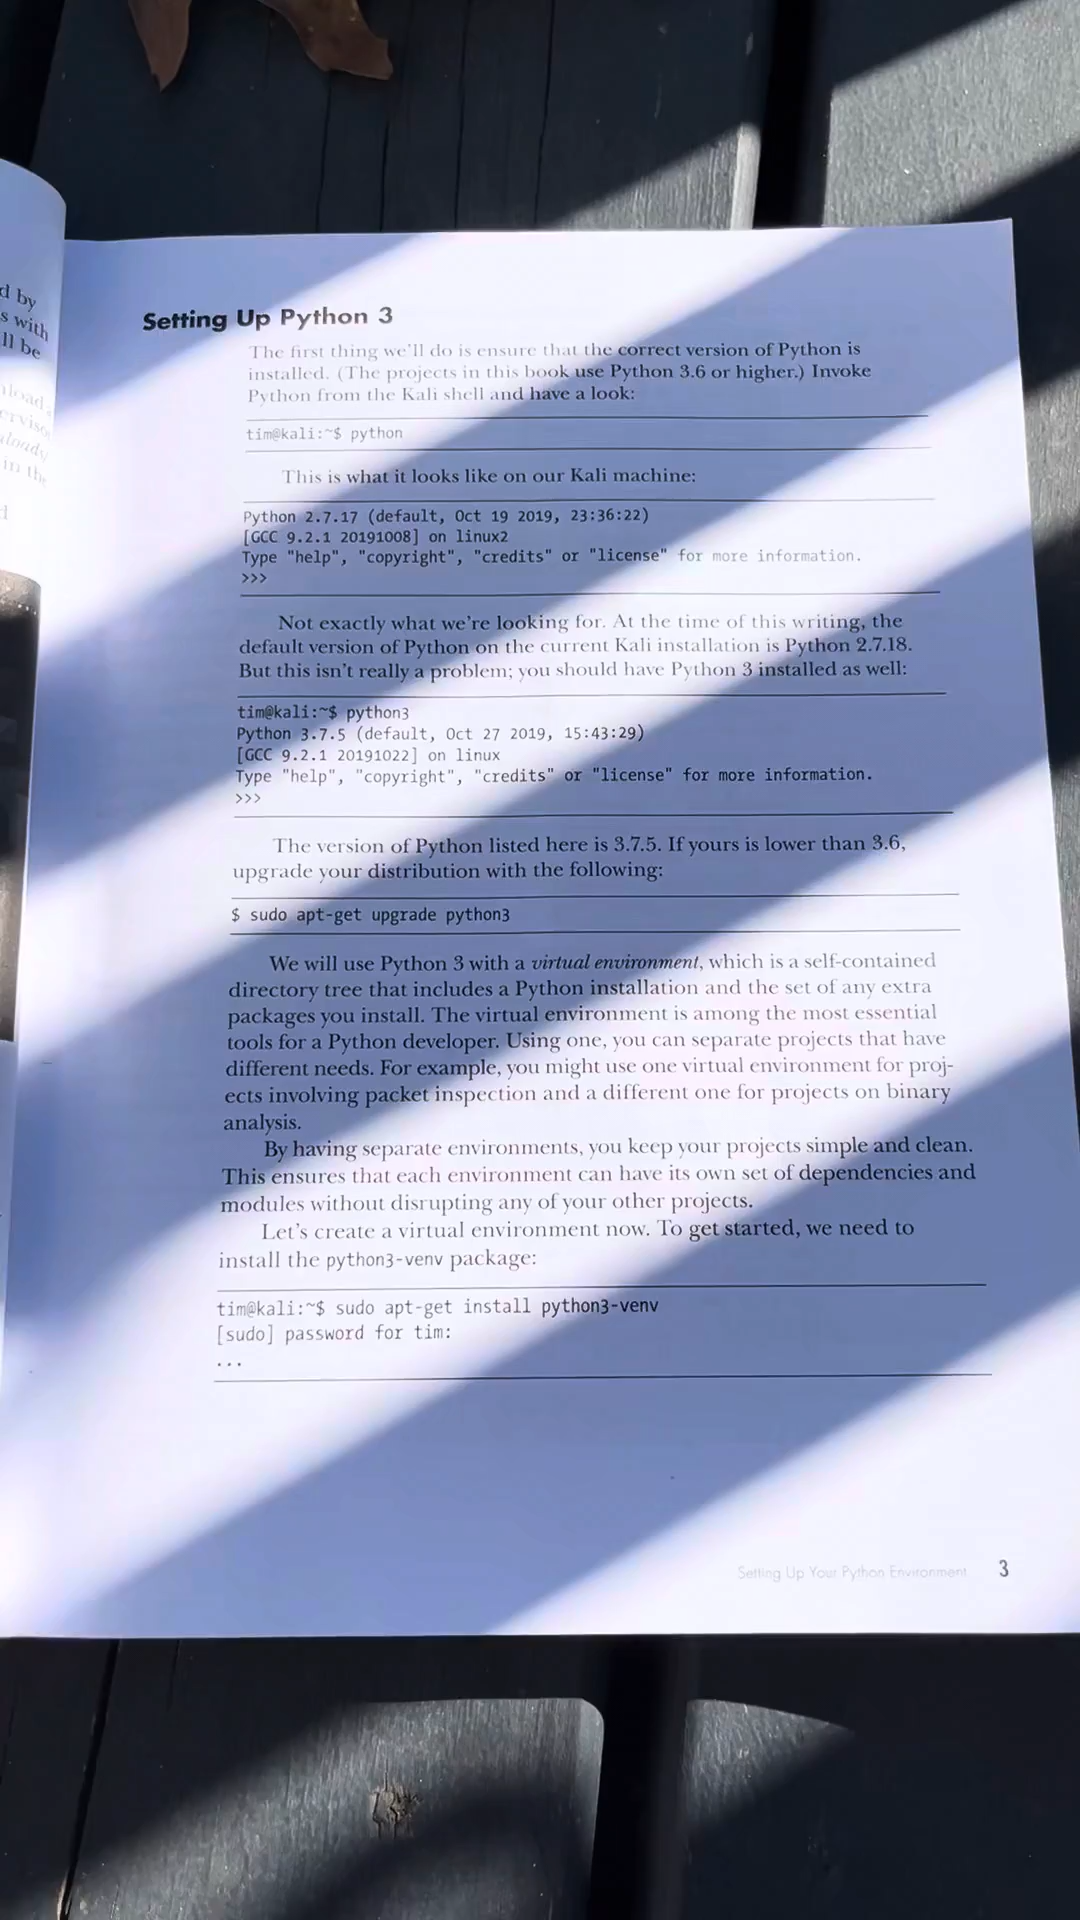 d by
s with
ll be
in the
d
Setting Up Python 3
The first thing we'll do is ensure that the correct version of Python is
installed. (The projects in this book use Python 3.6 or higher.) Invoke
Python from the Kali shell and have a look:
tim@kali:~$ python
This is what it looks like on our Kali machine:
Python 2.7.17 (default, Oct 19 2019, 23:36:22)
[GCC 9.2.1 20191008] on linux2
Type "help", "copyright", "credits" or "license" for more information.
>>>
Not exactly what we're looking for. At the time of this writing, the
default version of Python on the current Kali installation is Python 2.7.18.
But this isn't really a problem; you should have Python 3 installed as well:
tim@kali:~$ python3
Python 3.7.5 (default, Oct 27 2019, 15:43:29)
[GCC 9.2.1 20191022] on linux
Type "help", "copyright", "credits" or "license" for more information.
>>>
The version of Python listed here is 3.7.5. If yours is lower than 3.6,
upgrade your distribution with the following:
$ sudo apt-get upgrade python3
We will use Python 3 with a virtual environment, which is a self-contained
directory tree that includes a Python installation and the set of any extra
packages you install. The virtual environment is among the most essential
tools for a Python developer. Using one, you can separate projects that have
different needs. For example, you might use one virtual environment for proj-
ects involving packet inspection and a different one for projects on binary
analysis.
By having separate environments, you keep your projects simple and clean.
This ensures that each environment can have its own set of dependencies and
modules without disrupting any of your other projects.
Let's create a virtual environment now. To get started, we need to
install the python3-venv package:
tim@kali:~$ sudo apt-get install python3-venv
[sudo] password for tim:
...
Setting Up Your Python Environment 3